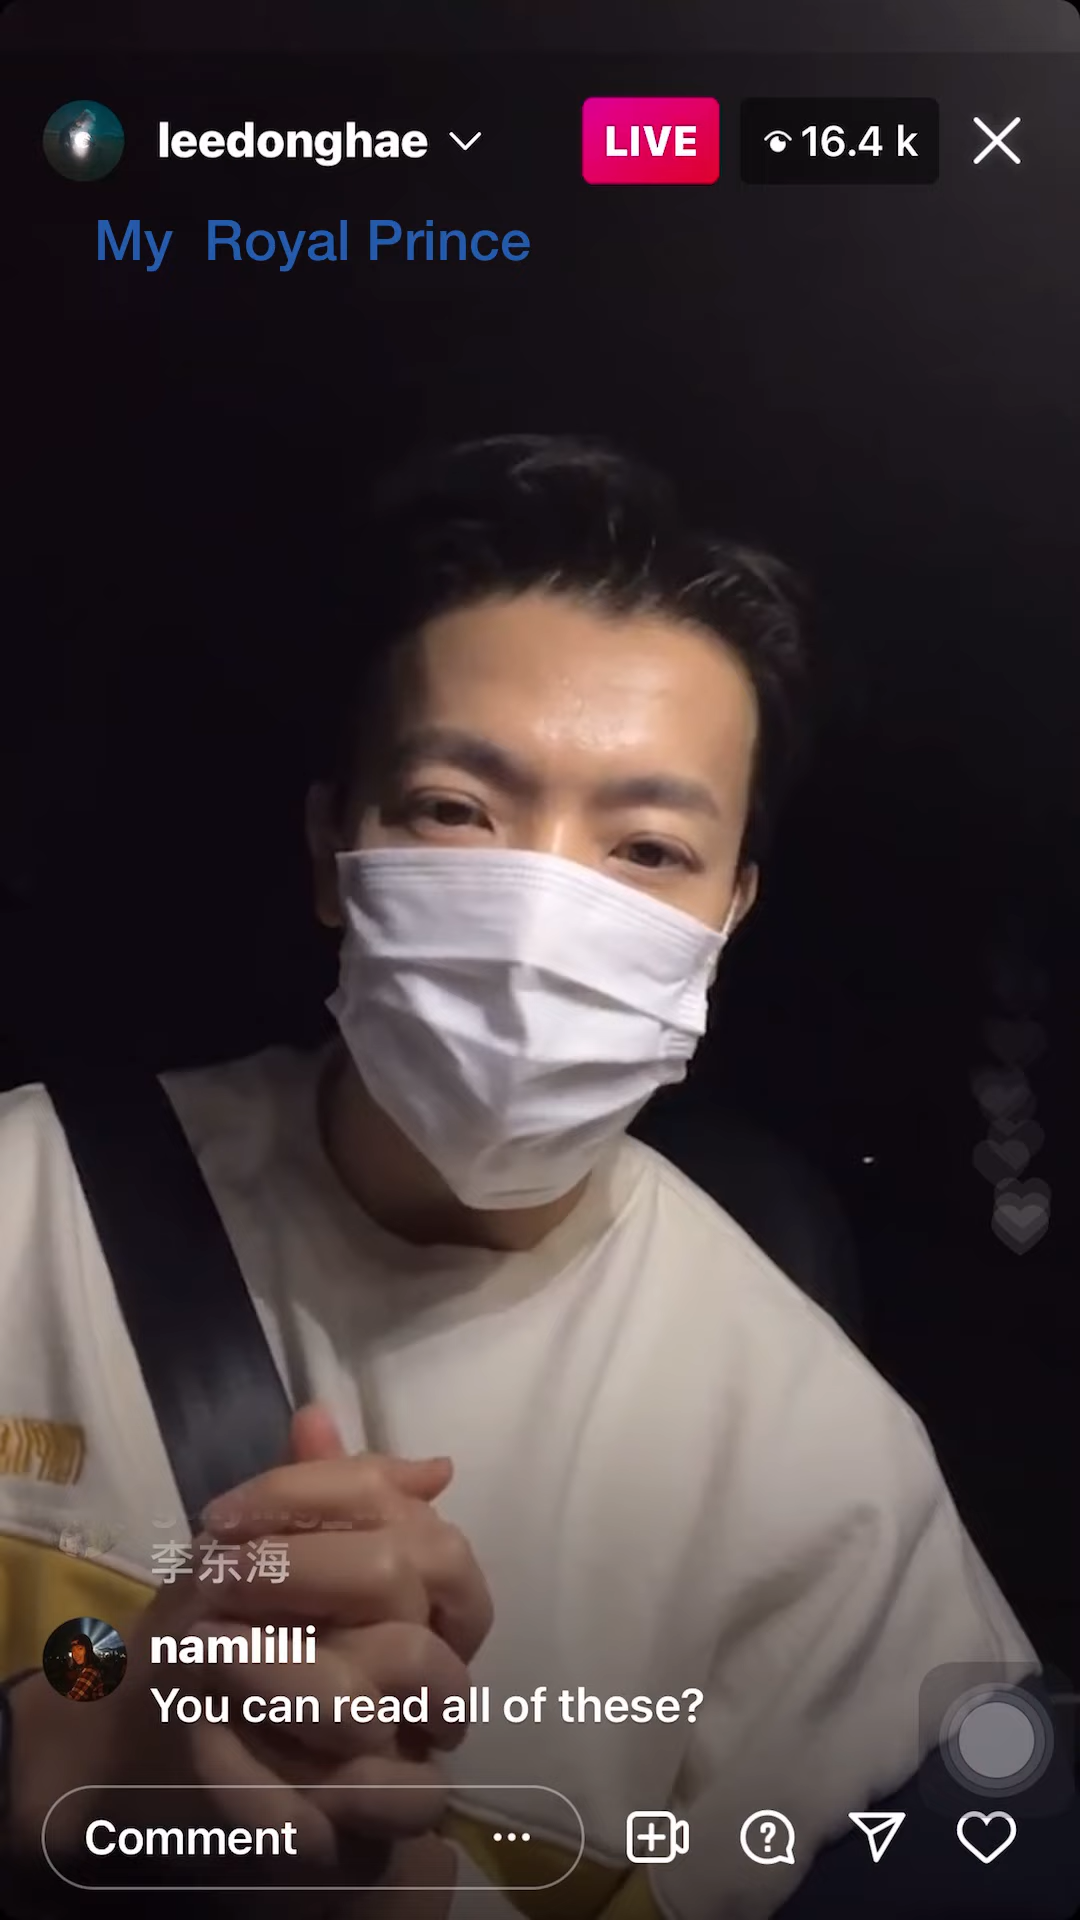 leedonghae
LIVE
16.4 k
My Royal Prince
李东海
namlilli
You can read all of these?
Comment